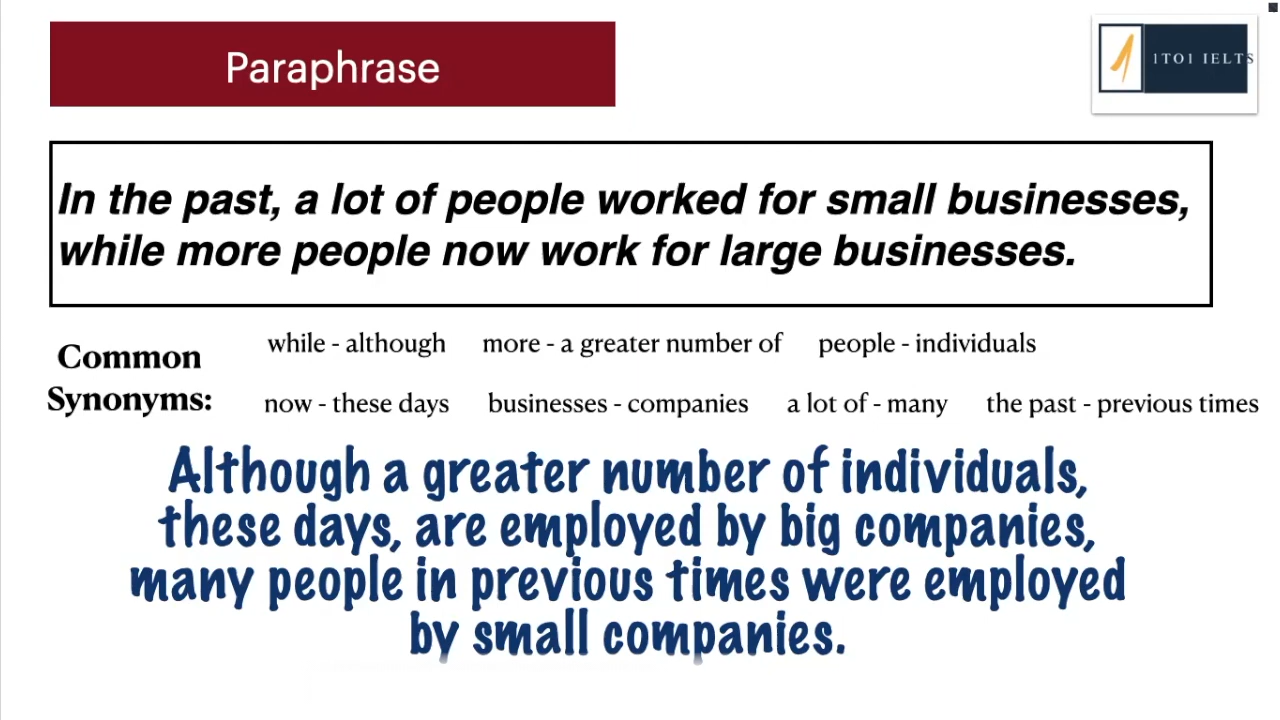 Paraphrase
1TO1 IELTS
In the past, a lot of people worked for small businesses,
while more people now work for large businesses.
Common
Synonyms:
while - although more - a greater number of people - individuals
now - these days businesses - companies a lot of - many the past - previous times
Although a greater number of individuals,
these days, are employed by big companies,
many people in previous times were employed
by small companies.